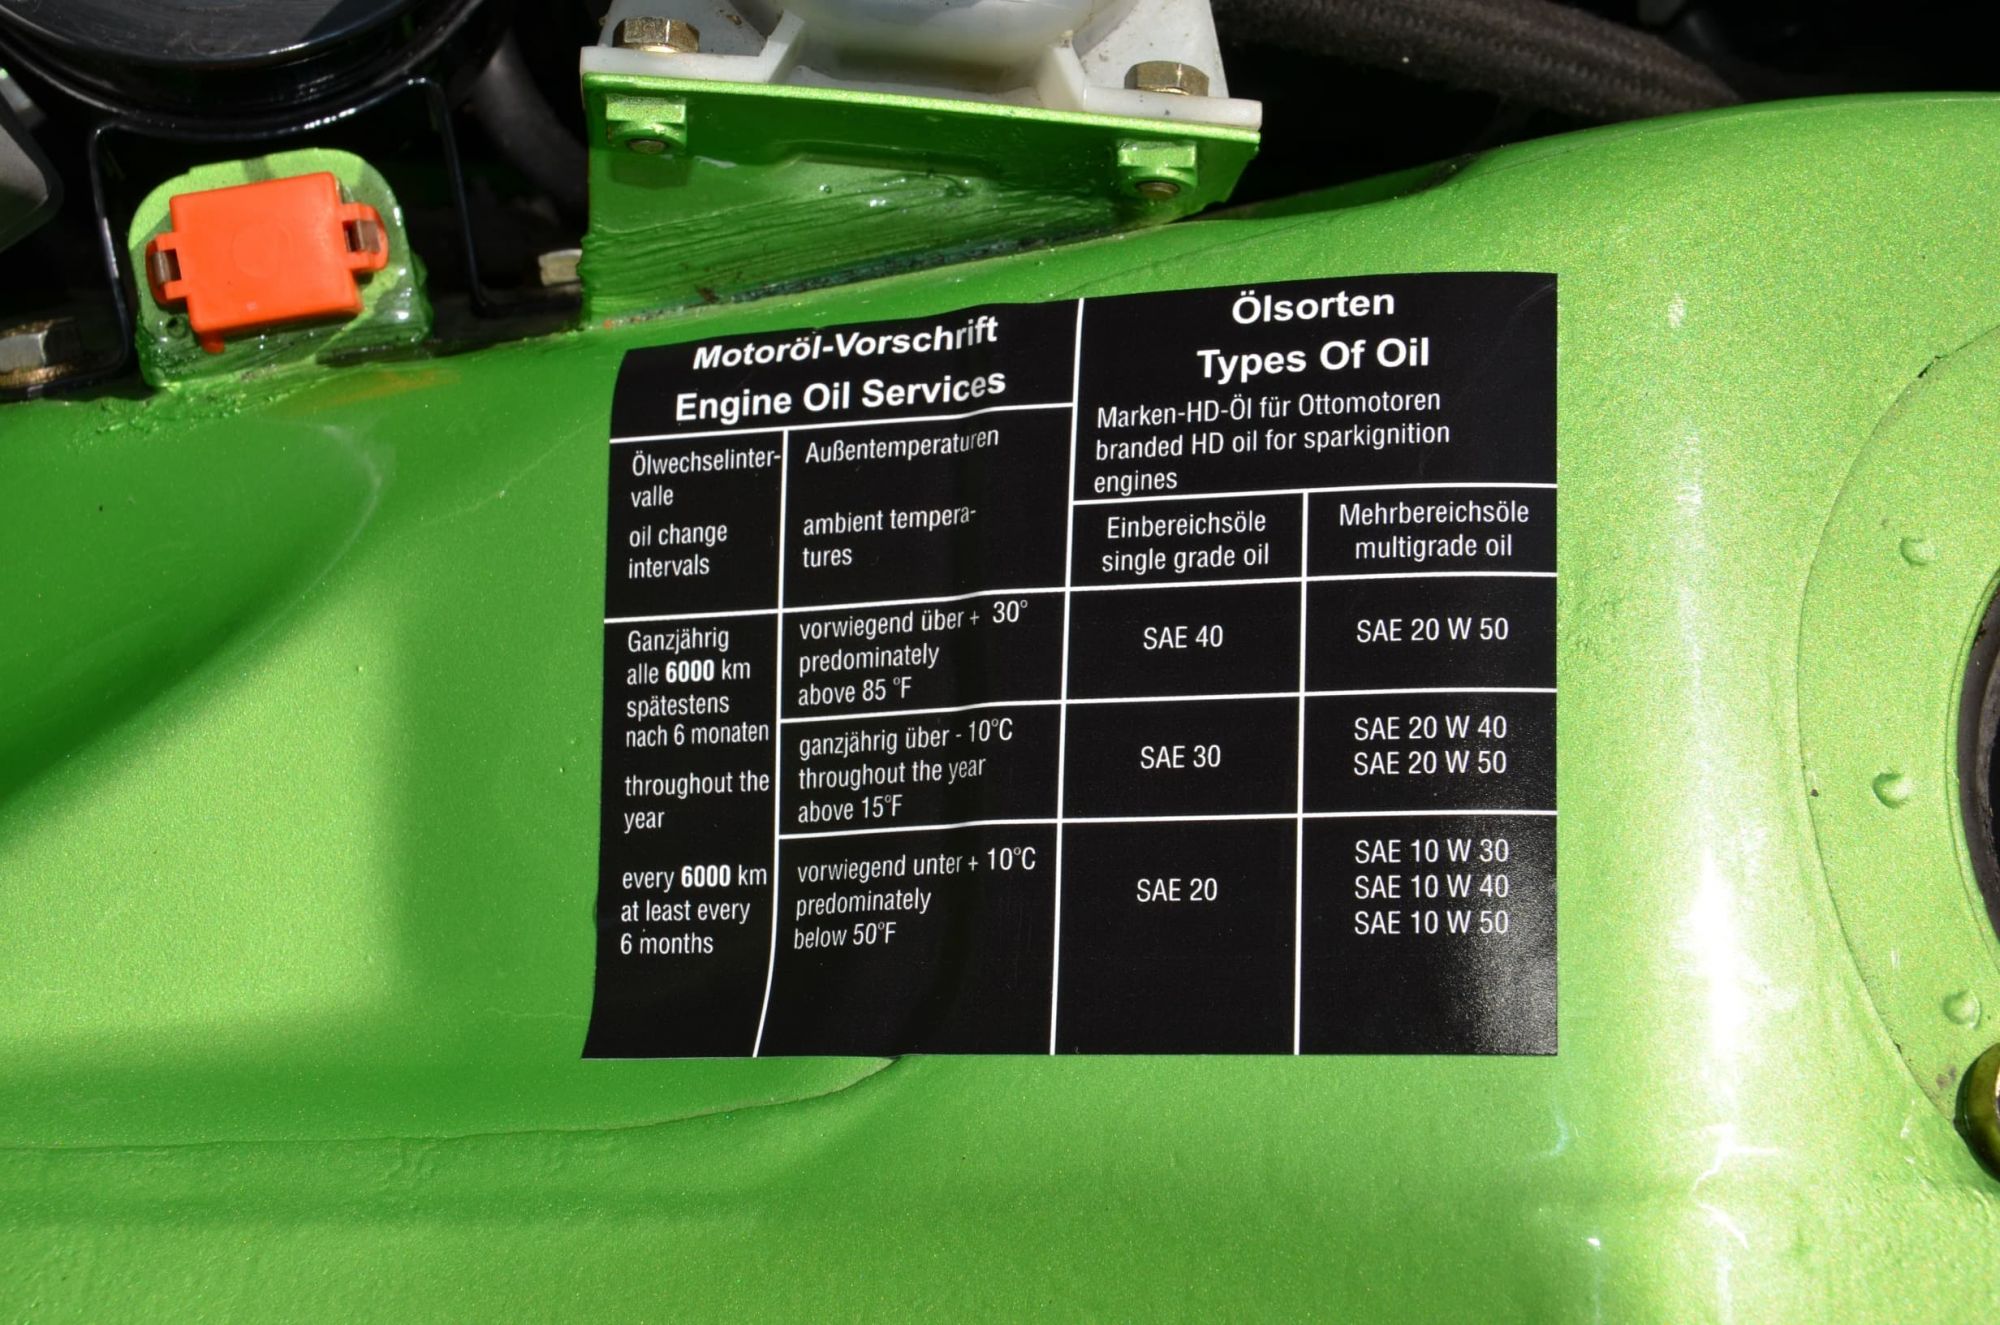 Motoröl-Vorschrift
Engine Oil Services
Ölsorten
Types Of Oil
Marken-HD-Öl für Ottomotoren
branded HD oil for sparkignition
engines
Ölwechselinter-
valle
oil change
intervals
Außentemperaturen
ambient tempera-
tures
Einbereichsöle
single grade oil
Mehrbereichsöle
multigrade oil
Ganzjährig
alle 6000 km
spätestens
nach 6 monaten
throughout the
year
every 6000 km
at least every
6 months
vorwiegend über + 30°
predominately
above 85 °F
SAE 40
SAE 20 W 50
ganzjährig über - 10°C
throughout the year
above 15°F
SAE 30
SAE 20 W 40
SAE 20 W 50
vorwiegend unter + 10°C
predominately
below 50°F
SAE 20
SAE 10 W 30
SAE 10 W 40
SAE 10 W 50